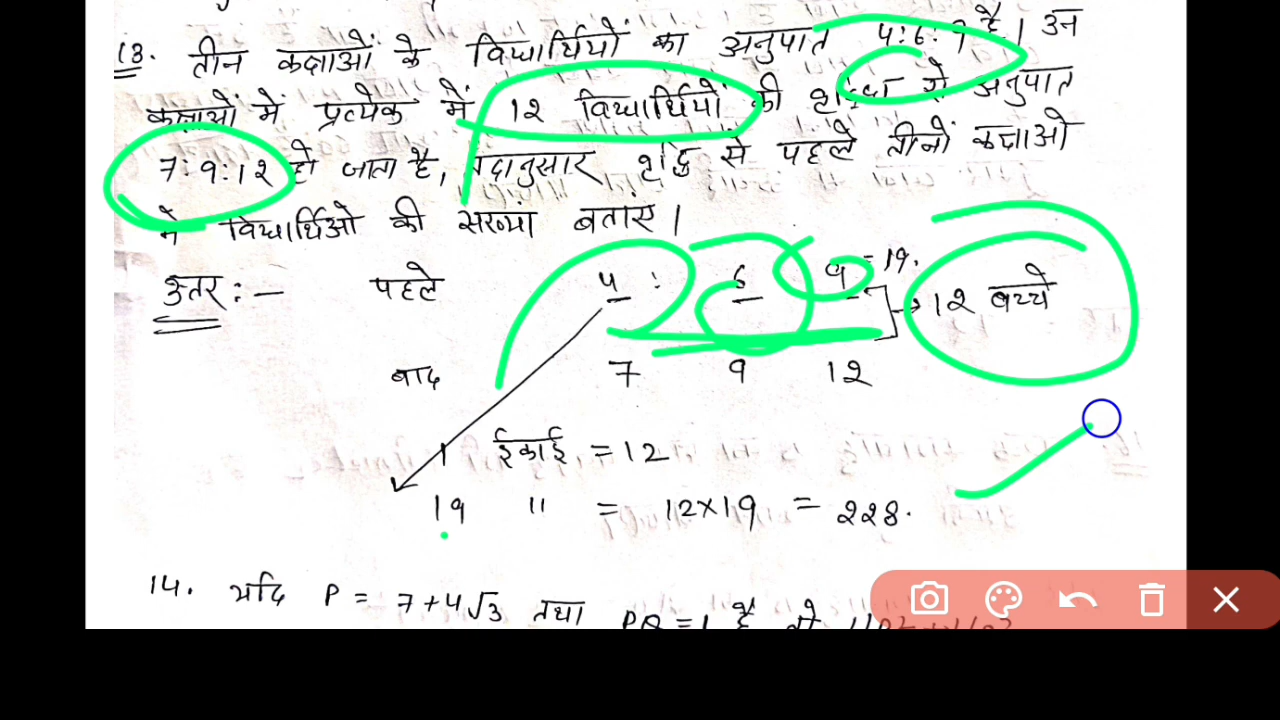 13. तीन कक्षाओं के विद्यार्थियों का अनुपात 4:6:9 है। उन
कक्षाओं में प्रत्येक में 12 विद्यार्थियों की वृद्धि से अनुपात
7:9:12 हो जाता है, तदानुसार वृद्धि से पहले तीनों कक्षाओ
मे विद्यार्थिओ की सख्यां बताएं।
उत्तर:— पहले 4 : 6 9 = 19.
→ 12 बच्चे
बाद 7 9 12
1 ईकाई = 12
19 " = 12×19 = 228.
14. यदि P = 7+4√3 तथा PQ = 1 है तो